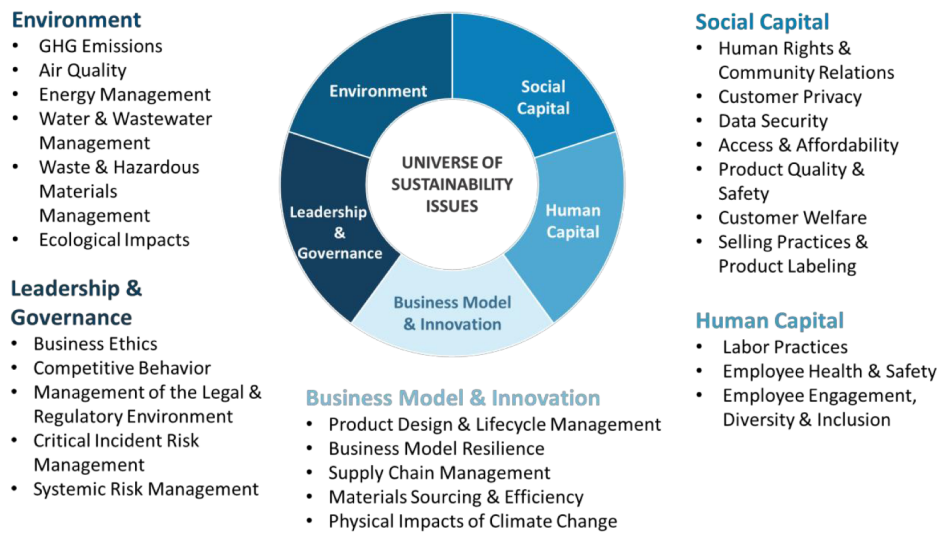 Environment
• GHG Emissions
• Air Quality
• Energy Management
• Water & Wastewater
Management
• Waste & Hazardous
Materials
Management
• Ecological Impacts
Leadership &
Governance
• Business Ethics
• Competitive Behavior
• Management of the Legal &
Regulatory Environment
• Critical Incident Risk
Management
• Systemic Risk Management
Environment
Social
Capital
UNIVERSE OF
SUSTAINABILITY
ISSUES
Leadership
&
Governance
Human
Capital
Business Model
& Innovation
Business Model & Innovation
• Product Design & Lifecycle Management
• Business Model Resilience
• Supply Chain Management
• Materials Sourcing & Efficiency
• Physical Impacts of Climate Change
Social Capital
• Human Rights &
Community Relations
• Customer Privacy
• Data Security
• Access & Affordability
• Product Quality &
Safety
• Customer Welfare
• Selling Practices &
Product Labeling
Human Capital
• Labor Practices
• Employee Health & Safety
• Employee Engagement,
Diversity & Inclusion